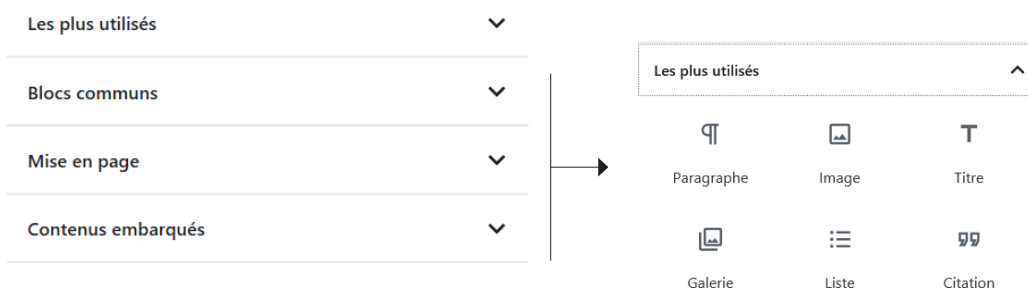 Les plus utilisés
Blocs communs
Mise en page
Contenus embarqués
Les plus utilisés
Paragraphe Image Titre
Galerie Liste Citation